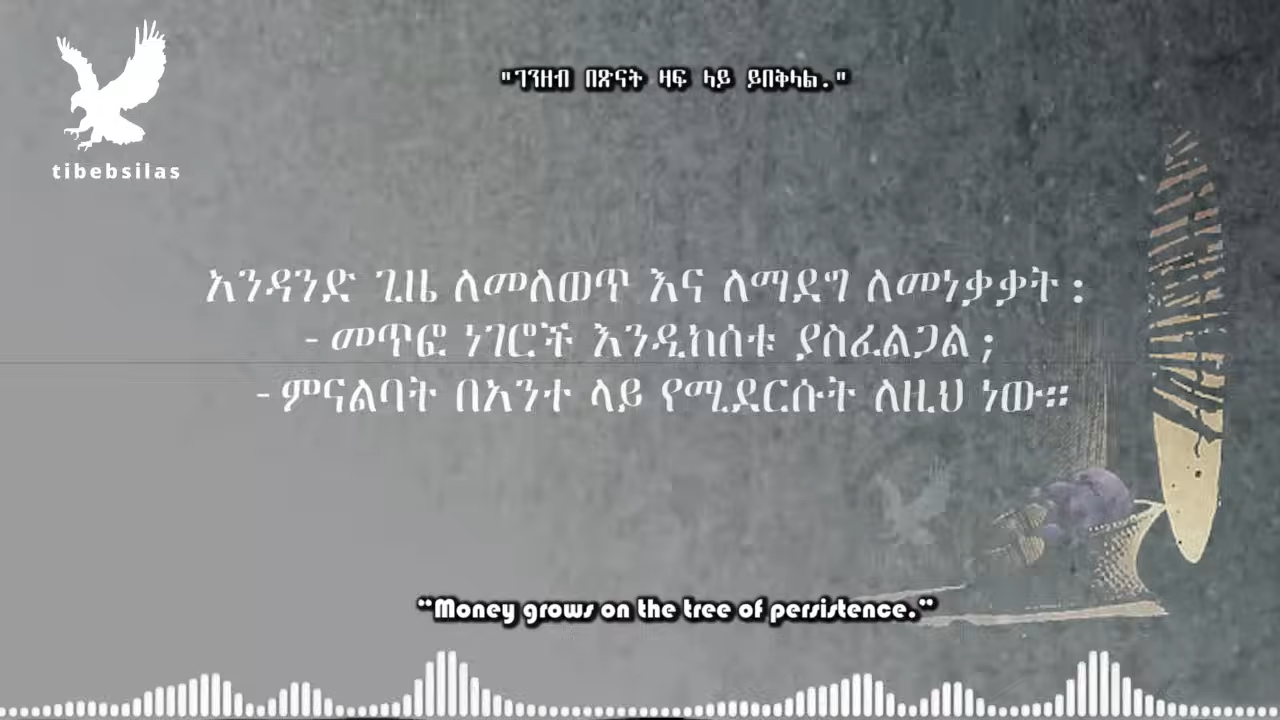 tibebsilas
"ገንዘብ በጽናት ዛፍ ላይ ይበቅላል."
አንዳንድ ጊዜ ለመለወጥ እና ለማደግ ለመነቃቃት:
-መጥፎ ነገሮች እንዲከሰቱ ያስፈልጋል;
-ምናልባት በአንተ ላይ የሚደርሱት ለዚህ ነው።
“Money grows on the tree of persistence.”